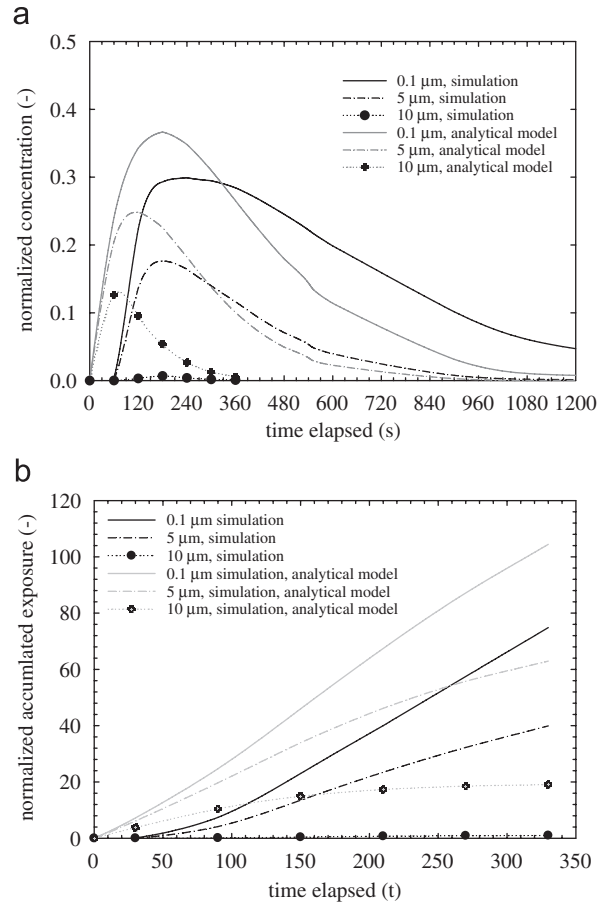 a
0.5
0.4
0.3
0.2
0.1
0.0
normalized concentration (-)
0.1 μm, simulation
5 μm, simulation
10 μm, simulation
0.1 μm, analytical model
5 μm, analytical model
10 μm, analytical model
0 120 240 360 480 600 720 840 960 1080 1200
time elapsed (s)
b
120
100
80
60
40
20
0
normalized accumlated exposure (-)
0.1 μm simulation
5 μm, simulation
10 μm, simulation
0.1 μm simulation, analytical model
5 μm, simulation, analytical model
10 μm, simulation, analytical model
0 50 100 150 200 250 300 350
time elapsed (t)